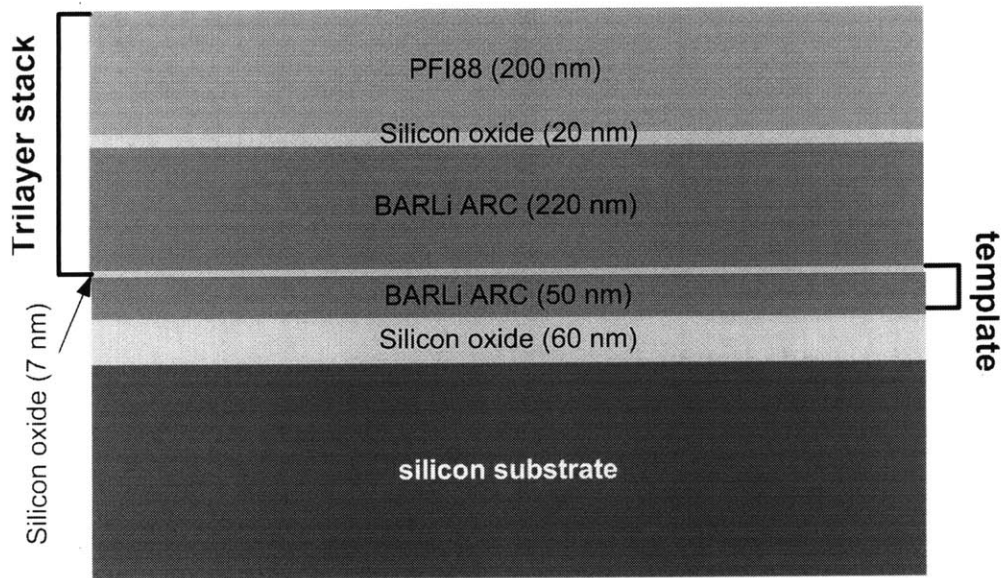 Trilayer stack
PFI88 (200 nm)
Silicon oxide (20 nm)
BARLi ARC (220 nm)
BARLi ARC (50 nm)
template
Silicon oxide (60 nm)
Silicon oxide (7 nm)
silicon substrate